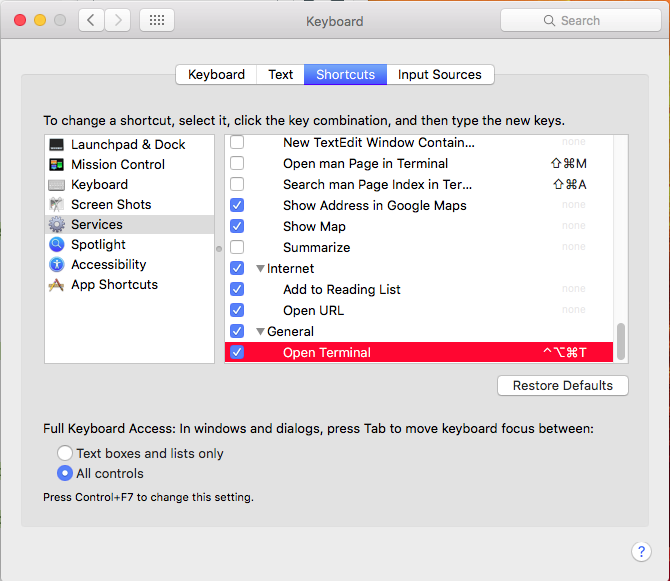 Keyboard
Search
Keyboard Text Shortcuts Input Sources
To change a shortcut, select it, click the key combination, and then type the new keys.
Launchpad & Dock
Mission Control
Keyboard
Screen Shots
Services
Spotlight
Accessibility
App Shortcuts
New TextEdit Window Contain... none
Open man Page in Terminal ⇧⌘M
Search man Page Index in Ter... ⇧⌘A
Show Address in Google Maps none
Show Map none
Summarize none
Internet
Add to Reading List none
Open URL none
General
Open Terminal ^⌥⌘T
Restore Defaults
Full Keyboard Access: In windows and dialogs, press Tab to move keyboard focus between:
Text boxes and lists only
All controls
Press Control+F7 to change this setting.
?